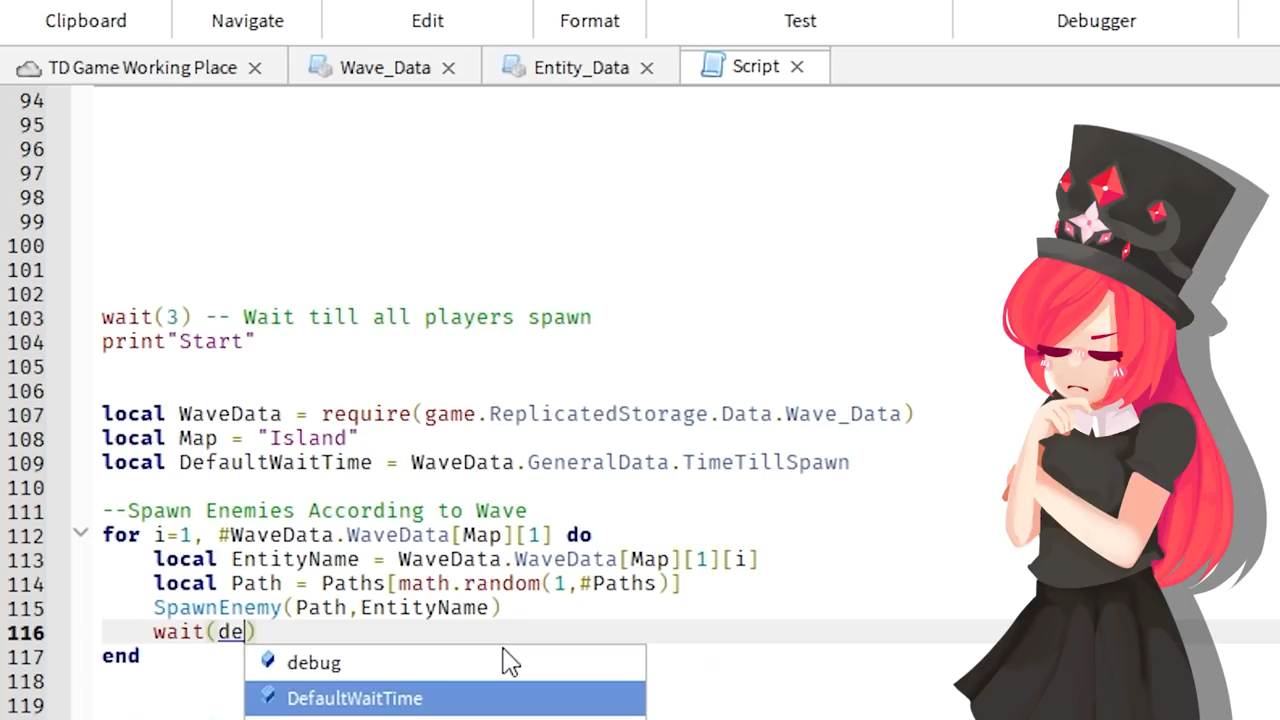 Clipboard Navigate Edit Format Test Debugger
TD Game Working Place Wave_Data Entity_Data Script
94
95
96
97
98
99
100
101
102
103 wait(3) -- Wait till all players spawn
104 print"Start"
105
106
107 local WaveData = require(game.ReplicatedStorage.Data.Wave_Data)
108 local Map = "Island"
109 local DefaultWaitTime = WaveData.GeneralData.TimeTillSpawn
110
111 --Spawn Enemies According to Wave
112 for i=1, #WaveData.WaveData[Map][1] do
113 local EntityName = WaveData.WaveData[Map][1][i]
114 local Path = Paths[math.random(1,#Paths)]
115 SpawnEnemy(Path,EntityName)
116 wait(de)
117 end
debug
118
DefaultWaitTime
119